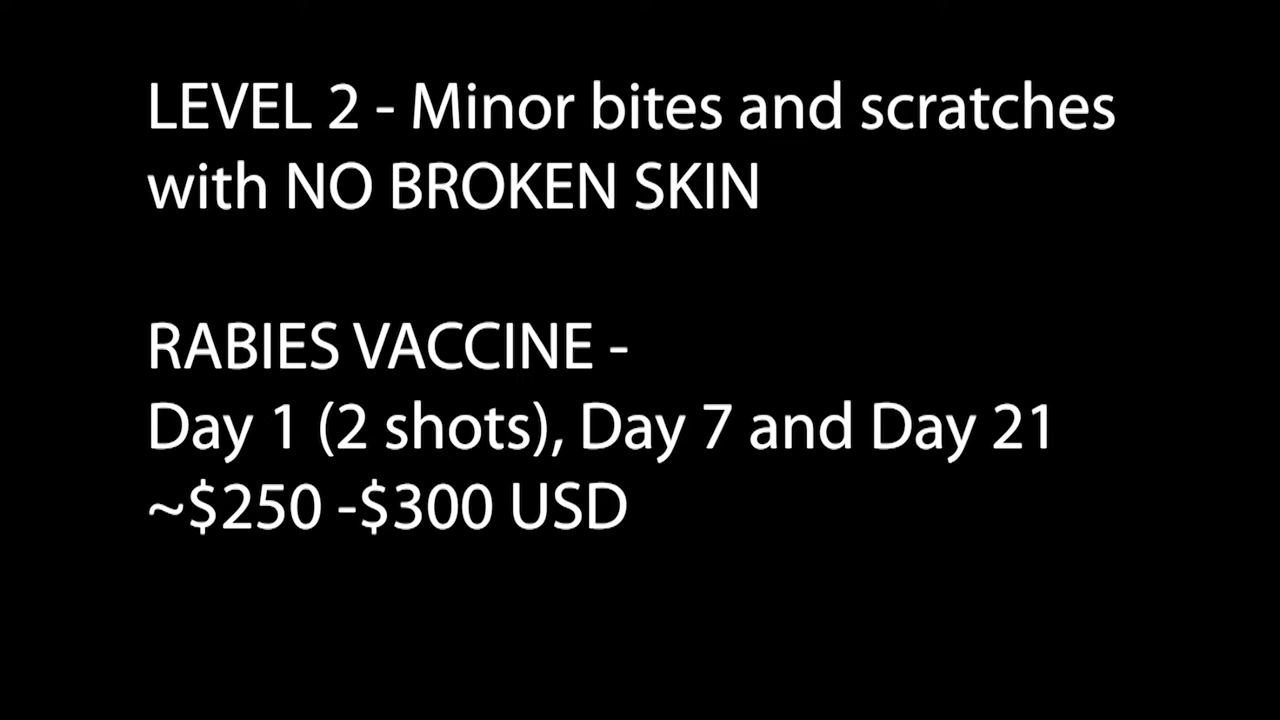 LEVEL 2 - Minor bites and scratches
with NO BROKEN SKIN
RABIES VACCINE -
Day 1 (2 shots), Day 7 and Day 21
~$250 -$300 USD